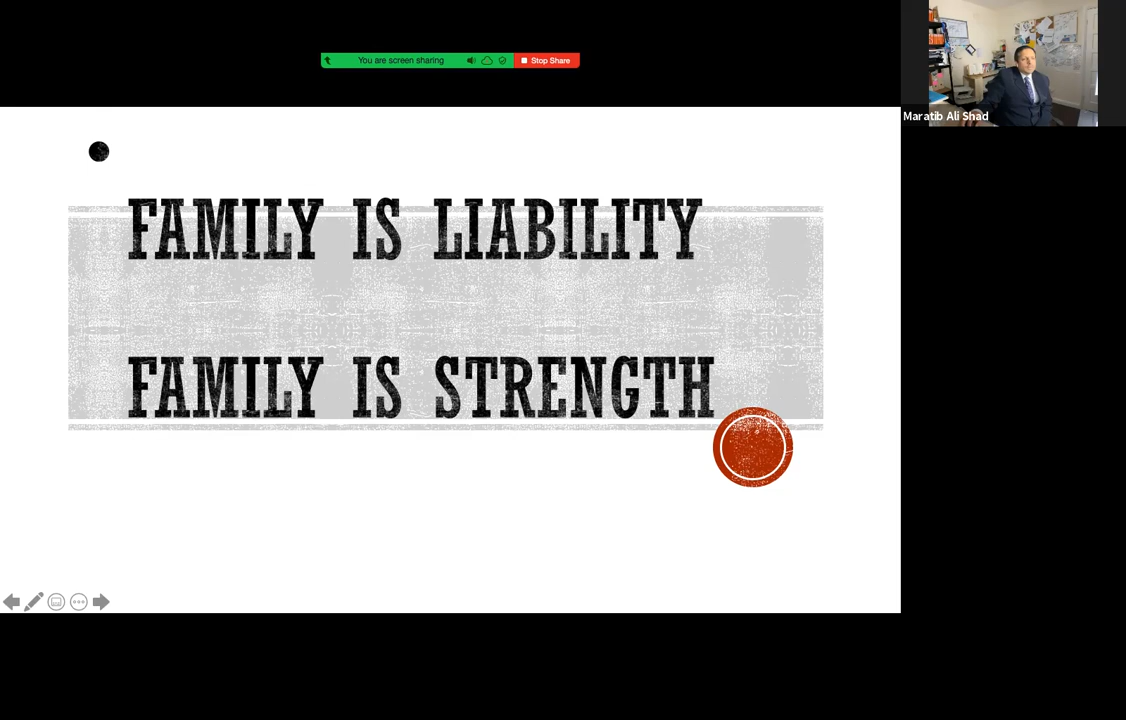 You are screen sharing
Stop Share
Maratib Ali Shad
FAMILY IS LIABILITY
FAMILY IS STRENGTH